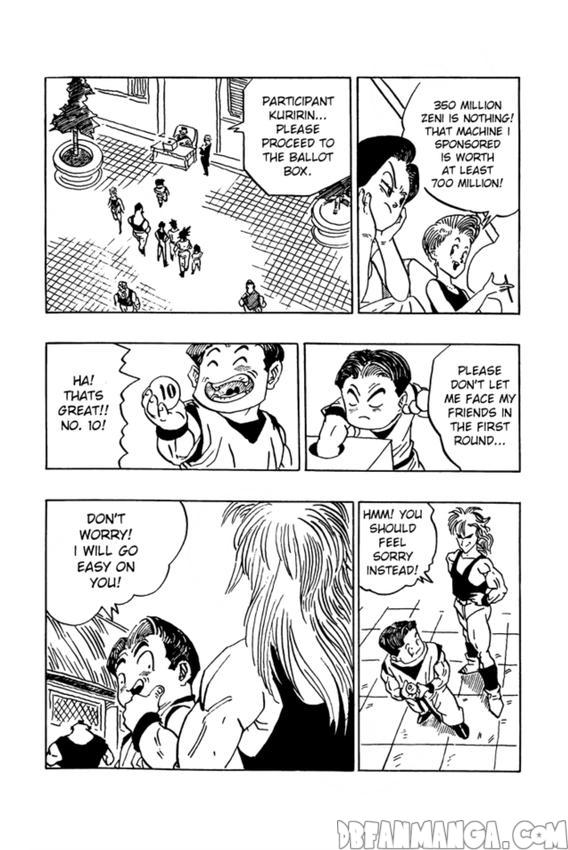 350 MILLION
ZENI IS NOTHING!
THAT MACHINE I
SPONSORED
IS WORTH
AT LEAST
700 MILLION!
PARTICIPANT
KURIRIN...
PLEASE
PROCEED TO
THE BALLOT
BOX.
PLEASE
DON'T LET
ME FACE MY
FRIENDS IN
THE FIRST
ROUND...
10
HA!
THATS
GREAT!!
NO. 10!
HMM! YOU
SHOULD
FEEL
SORRY
INSTEAD!
DON'T
WORRY!
I WILL GO
EASY ON
YOU!
DBFANMANGA.COM